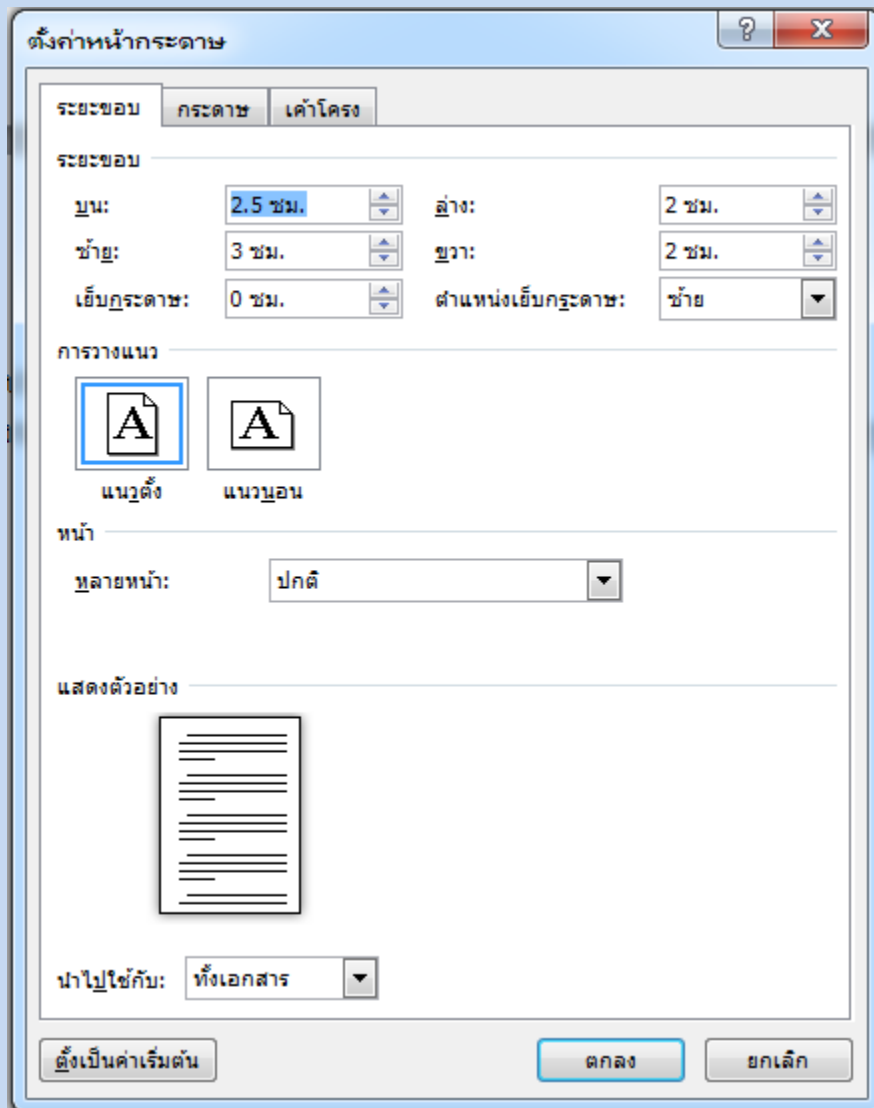 ตั้งค่าหน้ากระดาษ
ระยะขอบ กระดาษ เค้าโครง
ระยะขอบ
บน: 2.5 ซม. ล่าง: 2 ซม.
ซ้าย: 3 ซม. ขวา: 2 ซม.
เย็บกระดาษ: 0 ซม. ตำแหน่งเย็บกระดาษ: ซ้าย
การวางแนว
A A
แนวตั้ง แนวนอน
หน้า
หลายหน้า: ปกติ
แสดงตัวอย่าง
นำไปใช้กับ: ทั้งเอกสาร
ตั้งเป็นค่าเริ่มต้น ตกลง ยกเลิก